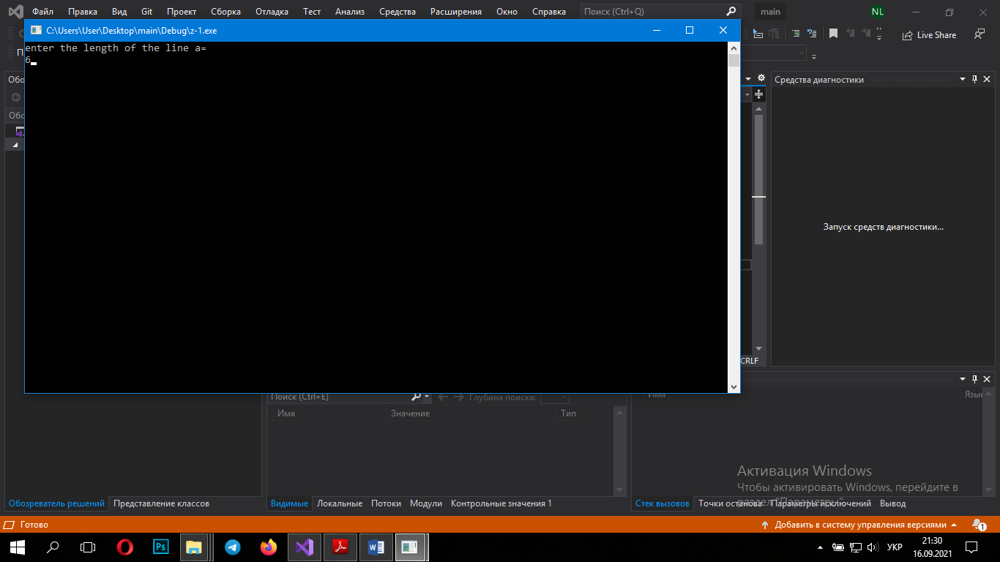 Файл Правка Вид Git Проект Сборка Отладка Тест Анализ Средства Расширения Окно Справка Поиск (Ctrl+Q) main NL
C:\Users\User\Desktop\main\Debug\z-1.exe
Live Share
enter the length of the line a=
6
Средства диагностики
Запуск средств диагностики...
CRLF
Поиск (Ctrl+E) Глубина поиска:
Имя Значение Тип
Имя
Активация Windows
Чтобы активировать Windows, перейдите в
раздел "Параметры".
Обозреватель решений Представление классов
Видимые Локальные Потоки Модули Контрольные значения 1
Стек вызовов Точки останова Параметры исключений Вывод
Готово
Добавить в систему управления версиями
1
Ps W
УКР
21:30
16.09.2021